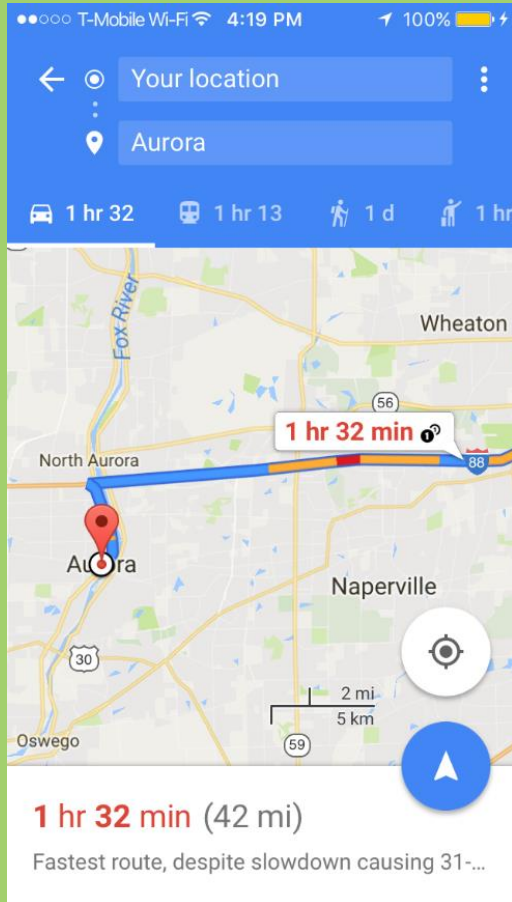 T-Mobile Wi-Fi 4:19 PM 100%
Your location
Aurora
1 hr 32 1 hr 13 1 d 1 hr
Fox River
Wheaton
56
1 hr 32 min
88
North Aurora
Aurora
Naperville
30
2 mi
5 km
59
Oswego
1 hr 32 min (42 mi)
Fastest route, despite slowdown causing 31-...